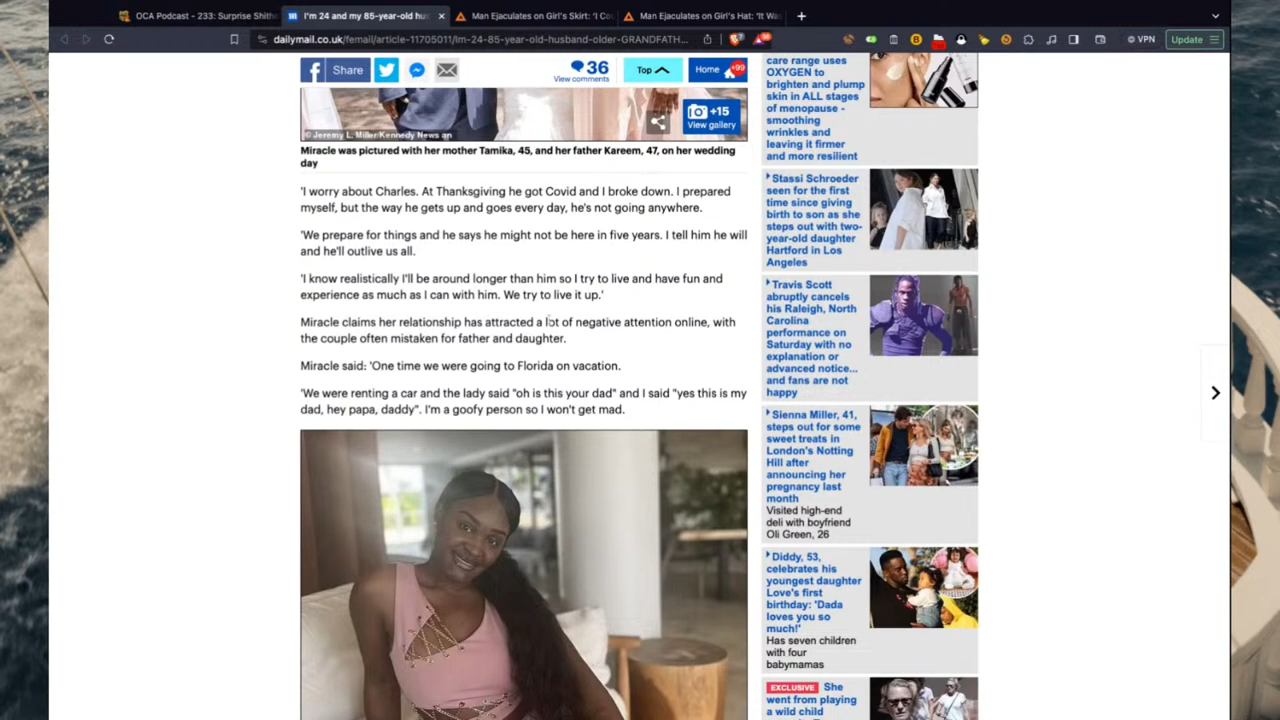 OCA Podcast - 233: Surprise Shith
I'm 24 and my 85-year-old hus
Man Ejaculates on Girl's Skirt: 'I Co
Man Ejaculates on Girl's Hat: 'It Was
dailymail.co.uk/femail/article-11705011/Im-24-85-year-old-husband-older-GRANDFATH...
VPN
Update
Share
36
View comments
Top
Home
+99
© Jeremy L. Miller Kennedy News an
+15
View gallery
Miracle was pictured with her mother Tamika, 45, and her father Kareem, 47, on her wedding
day
'I worry about Charles. At Thanksgiving he got Covid and I broke down. I prepared
myself, but the way he gets up and goes every day, he's not going anywhere.
'We prepare for things and he says he might not be here in five years. I tell him he will
and he'll outlive us all.
'I know realistically I'll be around longer than him so I try to live and have fun and
experience as much as I can with him. We try to live it up.'
Miracle claims her relationship has attracted a lot of negative attention online, with
the couple often mistaken for father and daughter.
Miracle said: 'One time we were going to Florida on vacation.
'We were renting a car and the lady said "oh is this your dad" and I said "yes this is my
dad, hey papa, daddy". I'm a goofy person so I won't get mad.
care range uses
OXYGEN to
brighten and plump
skin in ALL stages
of menopause -
smoothing
wrinkles and
leaving it firmer
and more resilient
Stassi Schroeder
seen for the first
time since giving
birth to son as she
steps out with two-
year-old daughter
Hartford in Los
Angeles
Travis Scott
abruptly cancels
his Raleigh, North
Carolina
performance on
Saturday with no
explanation or
advanced notice...
and fans are not
happy
Sienna Miller, 41,
steps out for some
sweet treats in
London's Notting
Hill after
announcing her
pregnancy last
month
Visited high-end
deli with boyfriend
Oli Green, 26
Diddy, 53,
celebrates his
youngest daughter
Love's first
birthday: 'Dada
loves you so
much!'
Has seven children
with four
babymamas
EXCLUSIVE She
went from playing
a wild child